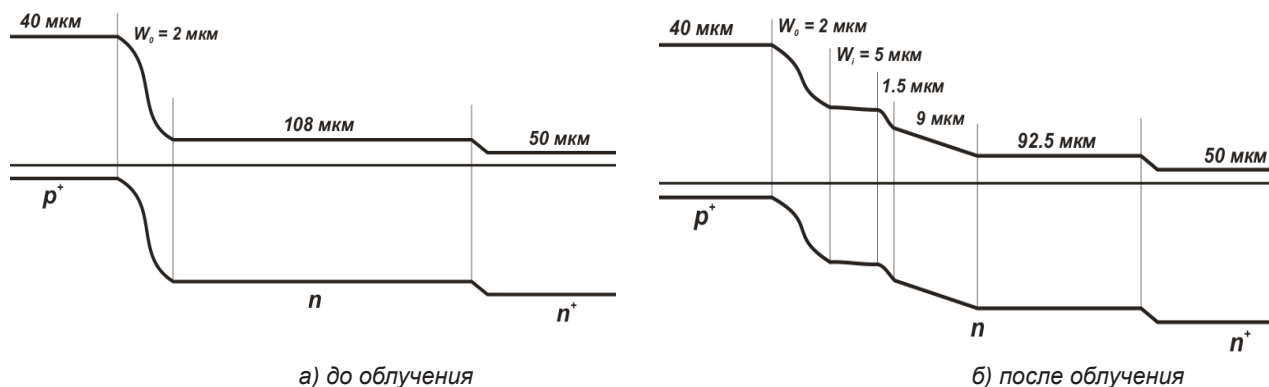 40 мкм
W₀ = 2 мкм
108 мкм
50 мкм
p⁺
n
n⁺
а) до облучения
40 мкм
W₀ = 2 мкм
Wᵢ = 5 мкм
1.5 мкм
9 мкм
92.5 мкм
50 мкм
p⁺
n
n⁺
б) после облучения